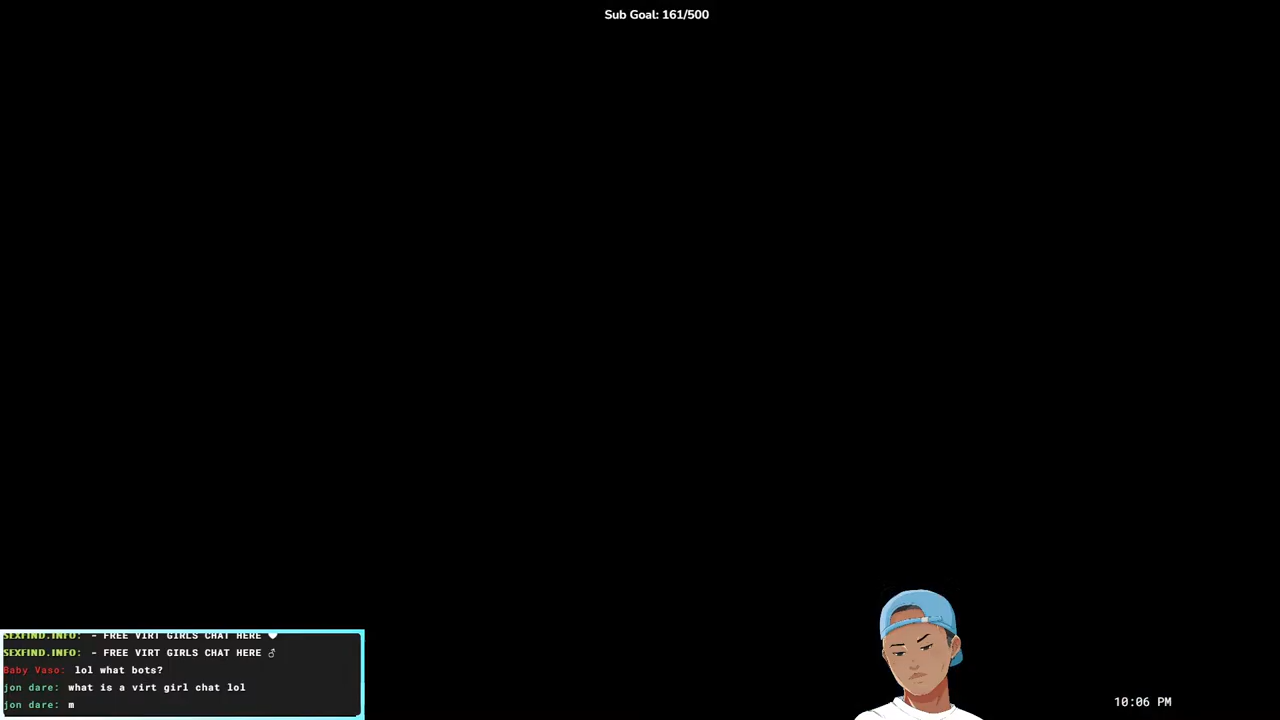 Sub Goal: 161/500
SEXFIND.INFO: - FREE VIRT GIRLS CHAT HERE ♥
SEXFIND.INFO: - FREE VIRT GIRLS CHAT HERE ♂
Baby Vaso: lol what bots?
jon dare: what is a virt girl chat lol
jon dare: m
10:06 PM